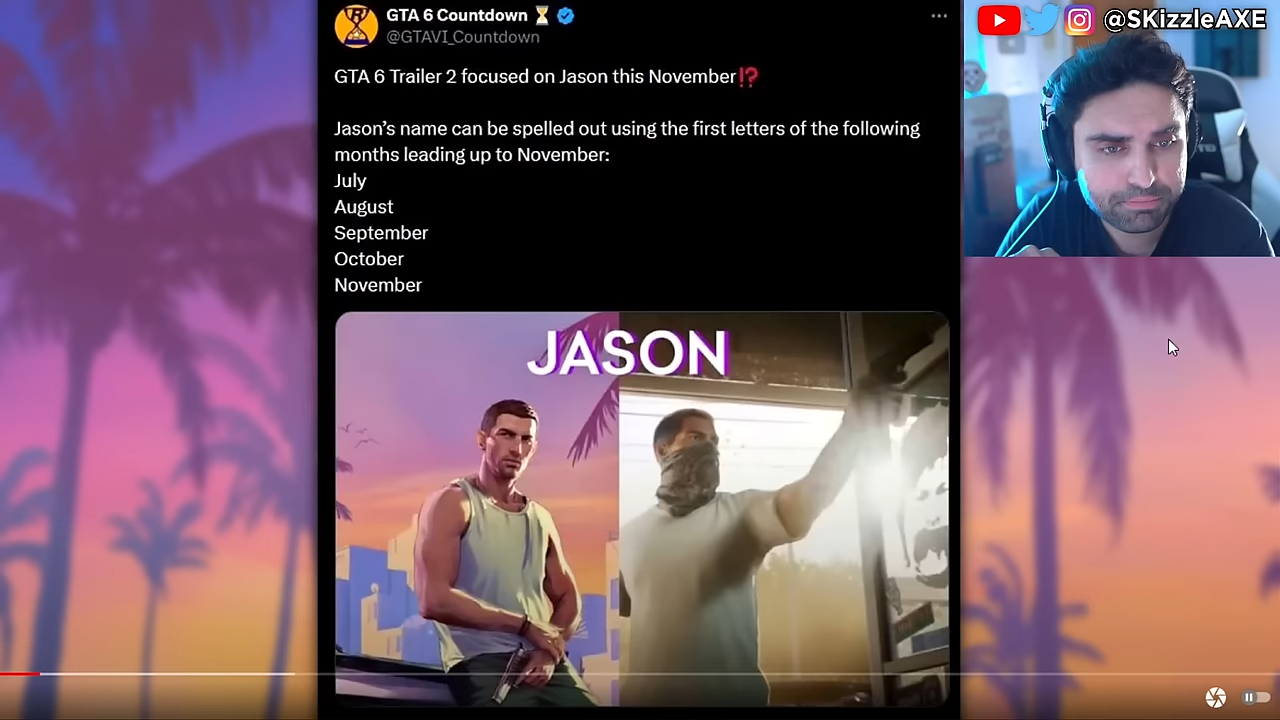 GTA 6 Countdown ⏳
@GTAVI_Countdown
@SKizzleAXE
GTA 6 Trailer 2 focused on Jason this November⁉️
Jason’s name can be spelled out using the first letters of the following
months leading up to November:
July
August
September
October
November
JASON